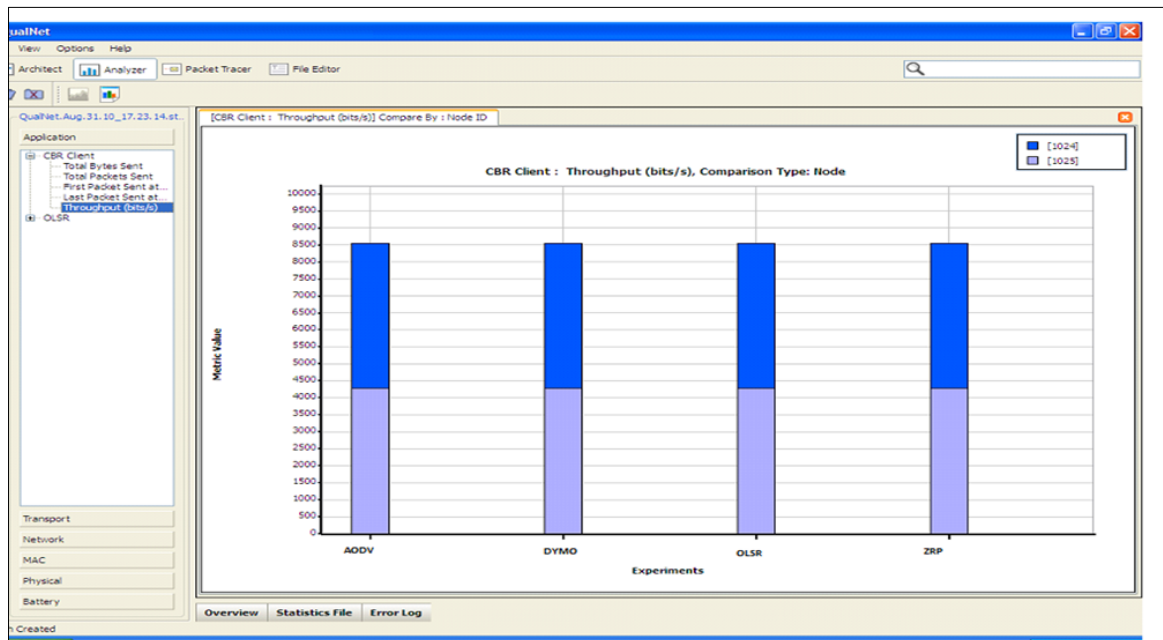 ualNet
View Options Help
Architect Analyzer Packet Tracer File Editor
QualNet.Aug.31.10_17.23.14.st..
Application
CBR Client
Total Bytes Sent
Total Packets Sent
First Packet Sent at...
Last Packet Sent at...
Throughput (bits/s)
OLSR
Transport
Network
MAC
Physical
Battery
[CBR Client : Throughput (bits/s)] Compare By : Node ID
[1024]
[1025]
CBR Client : Throughput (bits/s), Comparison Type: Node
10000
9500
9000
8500
8000
7500
7000
6500
6000
5500
5000
4500
4000
3500
3000
2500
2000
1500
1000
500
0
Metric Value
AODV DYMO OLSR ZRP
Experiments
Overview Statistics File Error Log
n Created